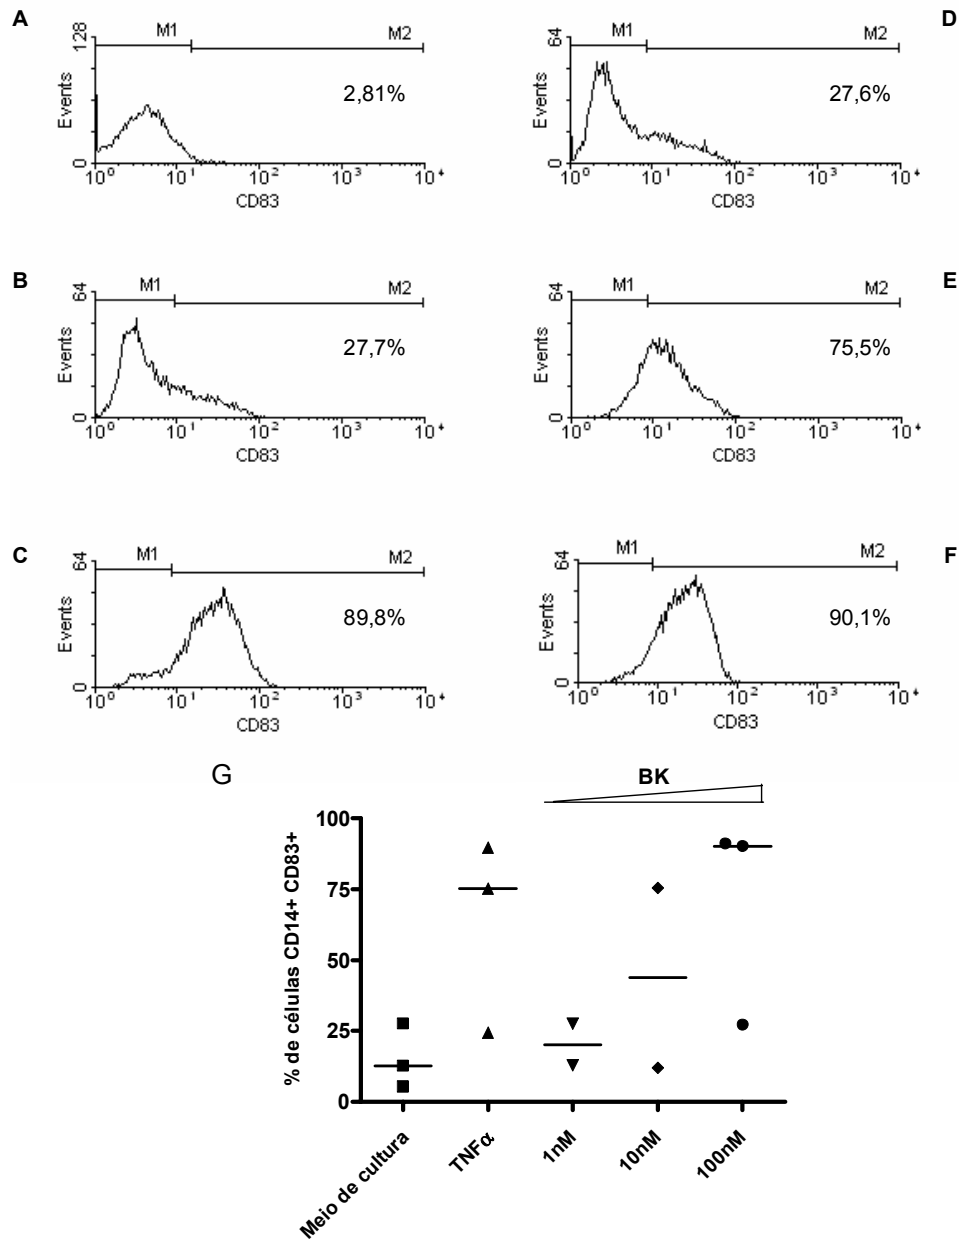 A
M1
M2
128
2,81%
Events
0
10⁰ 10¹ 10² 10³ 10⁴
CD83
D
M1
M2
64
27,6%
Events
0
10⁰ 10¹ 10² 10³ 10⁴
CD83
B
M1
M2
64
27,7%
Events
0
10⁰ 10¹ 10² 10³ 10⁴
CD83
E
M1
M2
64
75,5%
Events
0
10⁰ 10¹ 10² 10³ 10⁴
CD83
C
M1
M2
64
89,8%
Events
0
10⁰ 10¹ 10² 10³ 10⁴
CD83
F
M1
M2
64
90,1%
Events
0
10⁰ 10¹ 10² 10³ 10⁴
CD83
G
BK
% de células CD14+ CD83+
100
75
50
25
0
Meio de cultura
TNFα
1nM
10nM
100nM